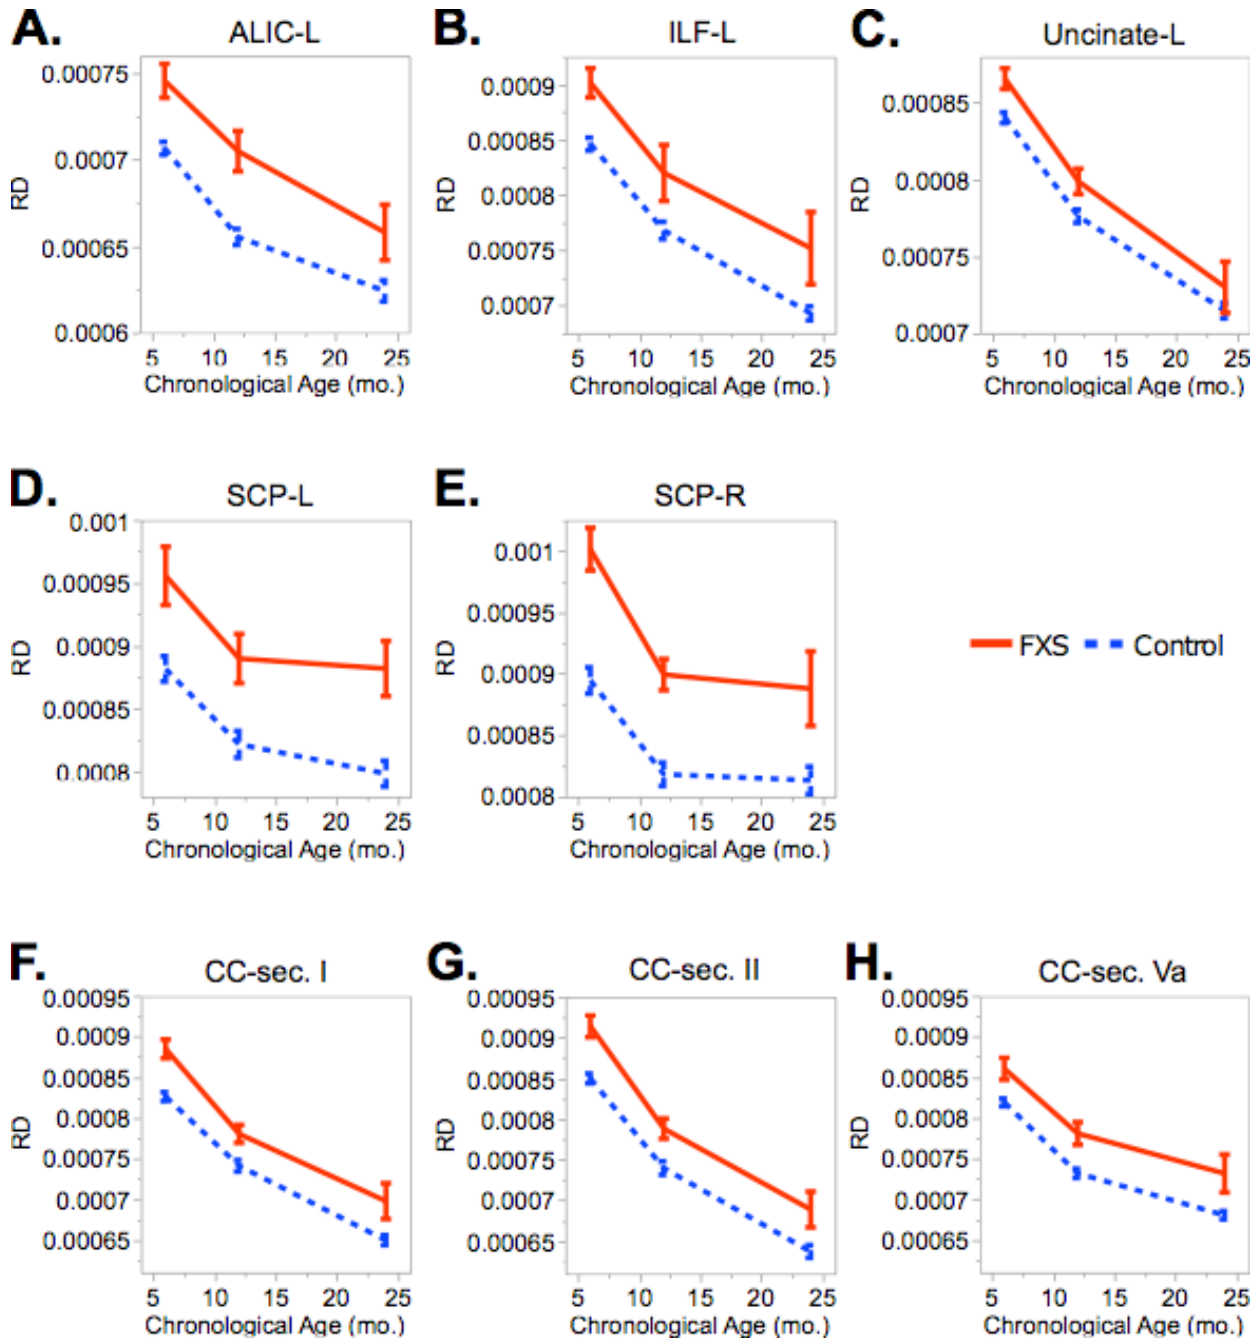 A. ALIC-L
0.00075
0.0007
0.00065
0.0006
RD
5 10 15 20 25
Chronological Age (mo.)
B. ILF-L
0.0009
0.00085
0.0008
0.00075
0.0007
RD
5 10 15 20 25
Chronological Age (mo.)
C. Uncinate-L
0.00085
0.0008
0.00075
0.0007
RD
5 10 15 20 25
Chronological Age (mo.)
D. SCP-L
0.001
0.00095
0.0009
0.00085
0.0008
RD
5 10 15 20 25
Chronological Age (mo.)
E. SCP-R
0.001
0.00095
0.0009
0.00085
0.0008
RD
5 10 15 20 25
Chronological Age (mo.)
FXS Control
F. CC-sec. I
0.00095
0.0009
0.00085
0.0008
0.00075
0.0007
0.00065
RD
5 10 15 20 25
Chronological Age (mo.)
G. CC-sec. II
0.00095
0.0009
0.00085
0.0008
0.00075
0.0007
0.00065
RD
5 10 15 20 25
Chronological Age (mo.)
H. CC-sec. Va
0.00095
0.0009
0.00085
0.0008
0.00075
0.0007
0.00065
RD
5 10 15 20 25
Chronological Age (mo.)